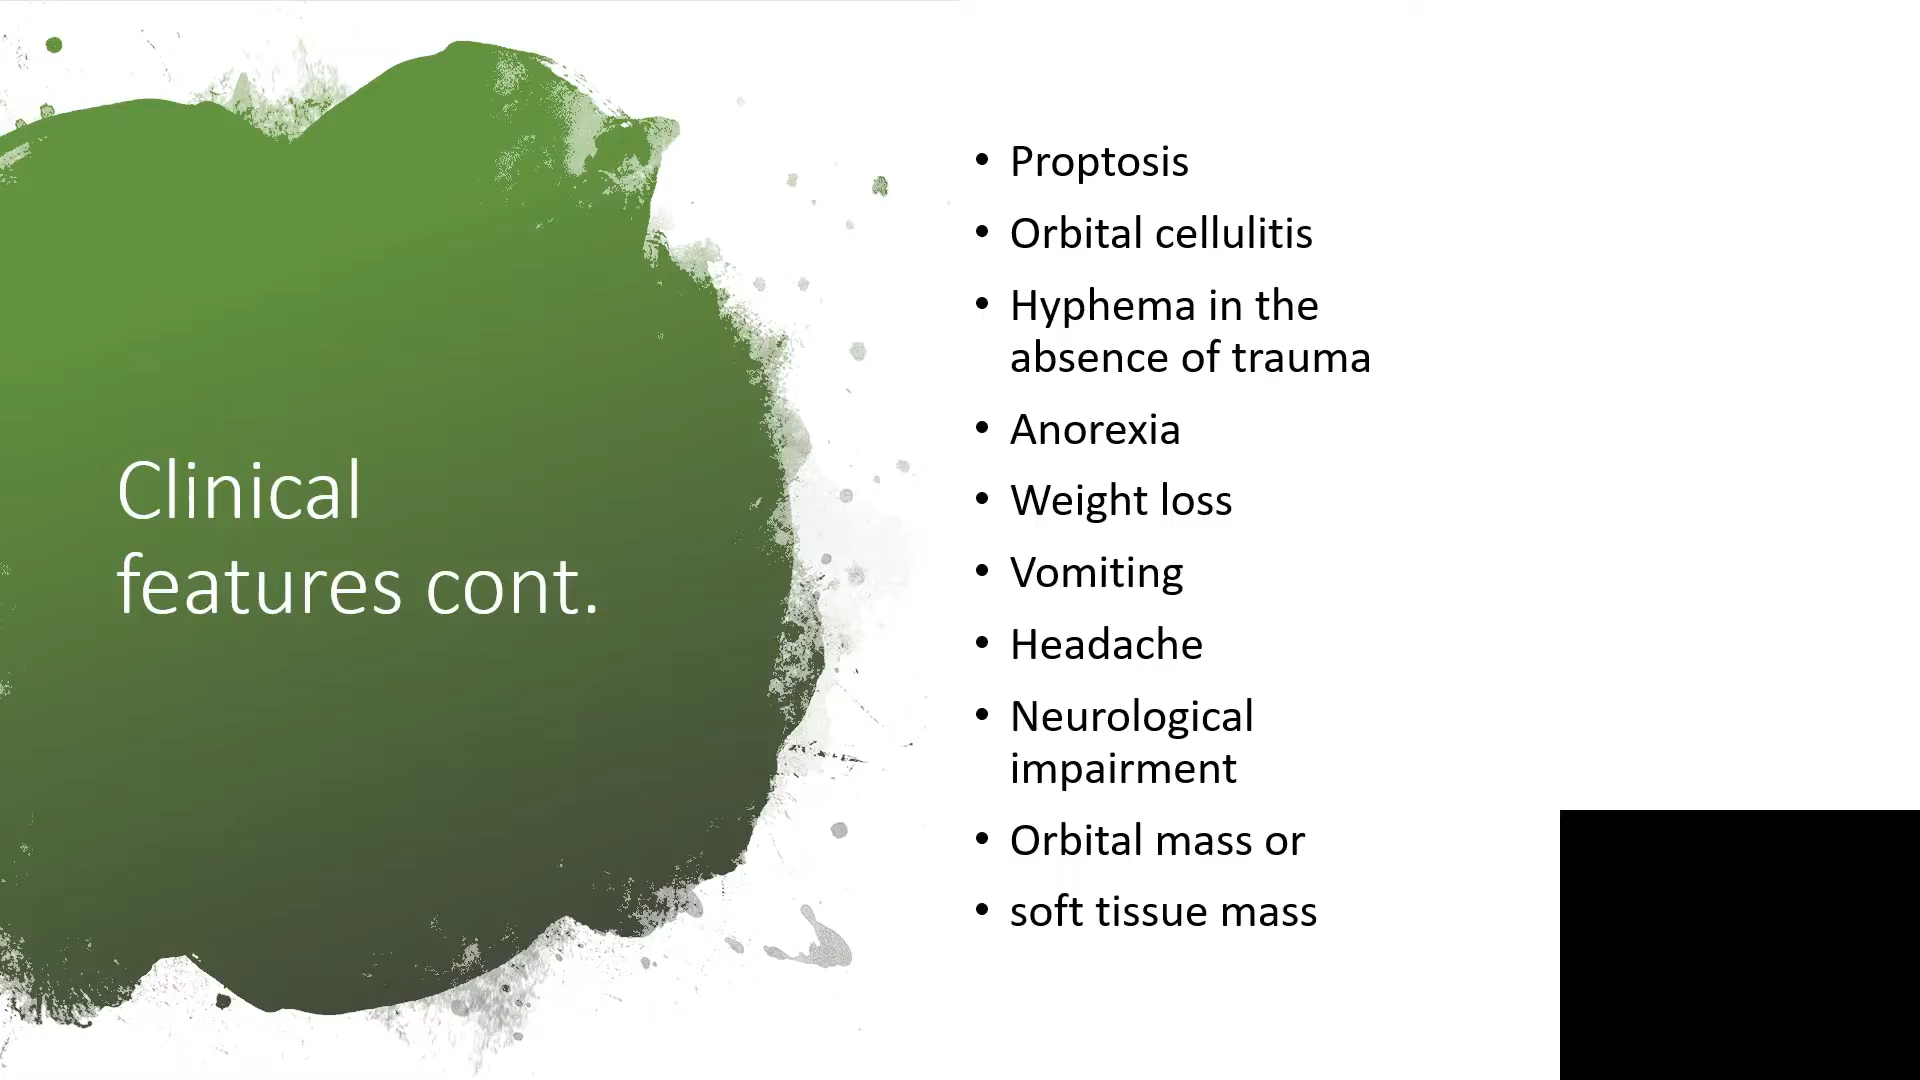 Clinical
features cont.
• Proptosis
• Orbital cellulitis
• Hyphema in the
absence of trauma
• Anorexia
• Weight loss
• Vomiting
• Headache
• Neurological
impairment
• Orbital mass or
• soft tissue mass